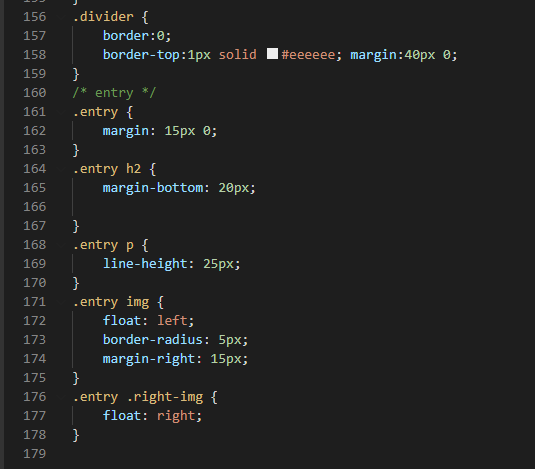 156 .divider {
157     border:0;
158     border-top:1px solid #eeeeee; margin:40px 0;
159 }
160 /* entry */
161 .entry {
162     margin: 15px 0;
163 }
164 .entry h2 {
165     margin-bottom: 20px;
166
167 }
168 .entry p {
169     line-height: 25px;
170 }
171 .entry img {
172     float: left;
173     border-radius: 5px;
174     margin-right: 15px;
175 }
176 .entry .right-img {
177     float: right;
178 }
179